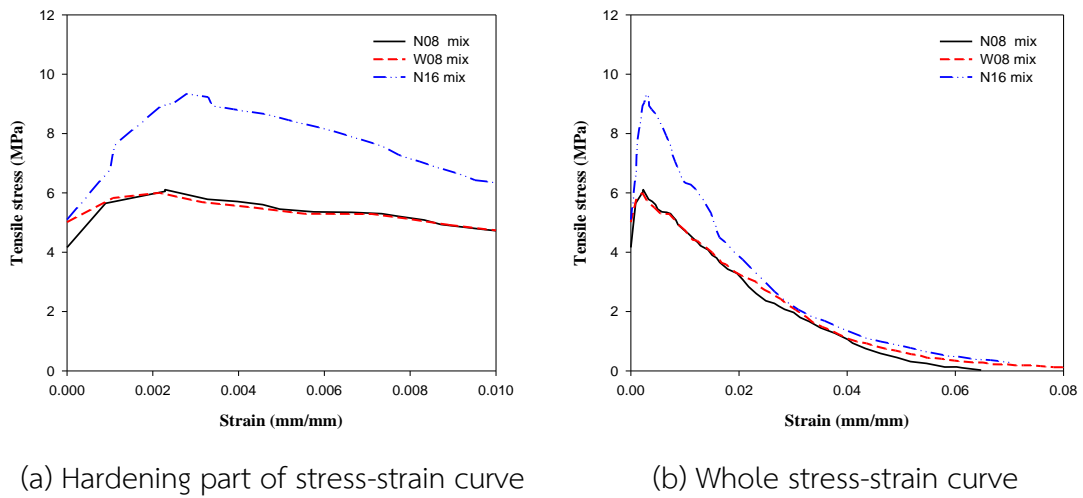 N08 mix
W08 mix
N16 mix
12
10
8
6
4
2
0
Tensile stress (MPa)
0.000 0.002 0.004 0.006 0.008 0.010
Strain (mm/mm)
(a) Hardening part of stress-strain curve
N08 mix
W08 mix
N16 mix
12
10
8
6
4
2
0
Tensile stress (MPa)
0.00 0.02 0.04 0.06 0.08
Strain (mm/mm)
(b) Whole stress-strain curve